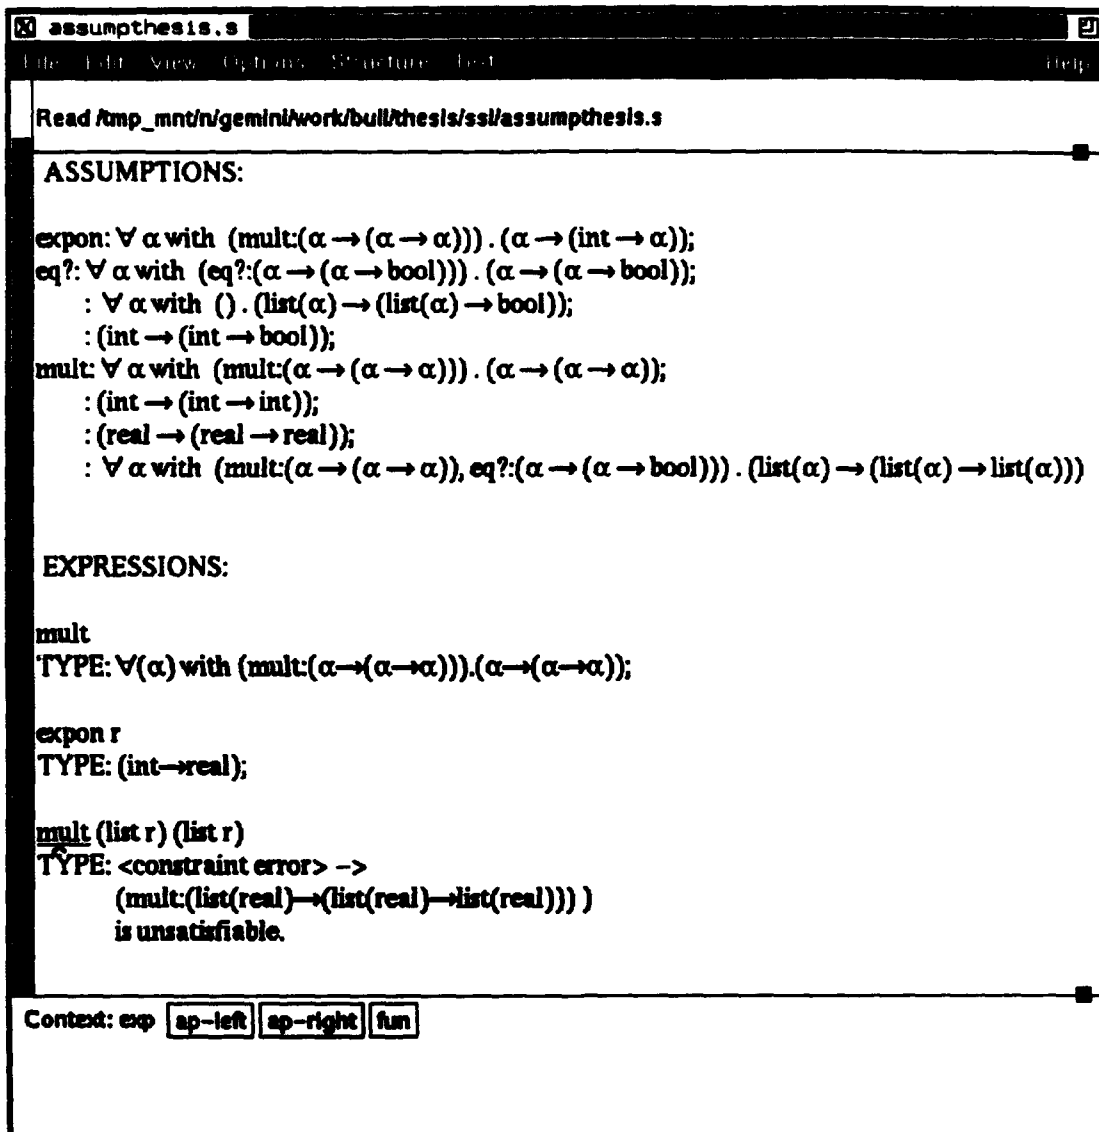 assumpthesis.s
File Edit View Options Structure Text Help
Read /tmp_mnt/n/gemini/work/bull/thesis/ssl/assumpthesis.s
ASSUMPTIONS:
expon: ∀ α with (mult:(α → (α → α))) . (α → (int → α));
eq?: ∀ α with (eq?:(α → (α → bool))) . (α → (α → bool));
: ∀ α with () . (list(α) → (list(α) → bool));
: (int → (int → bool));
mult: ∀ α with (mult:(α → (α → α))) . (α → (α → α));
: (int → (int → int));
: (real → (real → real));
: ∀ α with (mult:(α → (α → α)), eq?:(α → (α → bool))) . (list(α) → (list(α) → list(α)))
EXPRESSIONS:
mult
TYPE: ∀(α) with (mult:(α→(α→α))).(α→(α→α));
expon r
TYPE: (int→real);
mult (list r) (list r)
TYPE: <constraint error> ->
(mult:(list(real)→(list(real)→list(real))) )
is unsatisfiable.
Context: exp ap-left ap-right fun